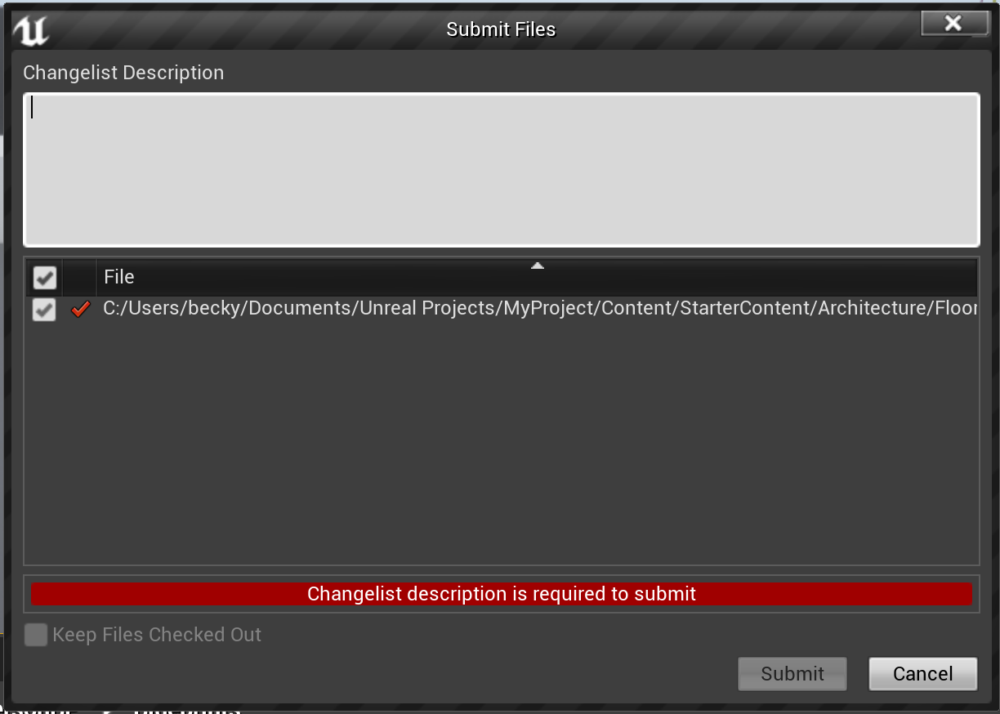 Submit Files
Changelist Description
File
C:/Users/becky/Documents/Unreal Projects/MyProject/Content/StarterContent/Architecture/Floor
Changelist description is required to submit
Keep Files Checked Out
Submit
Cancel